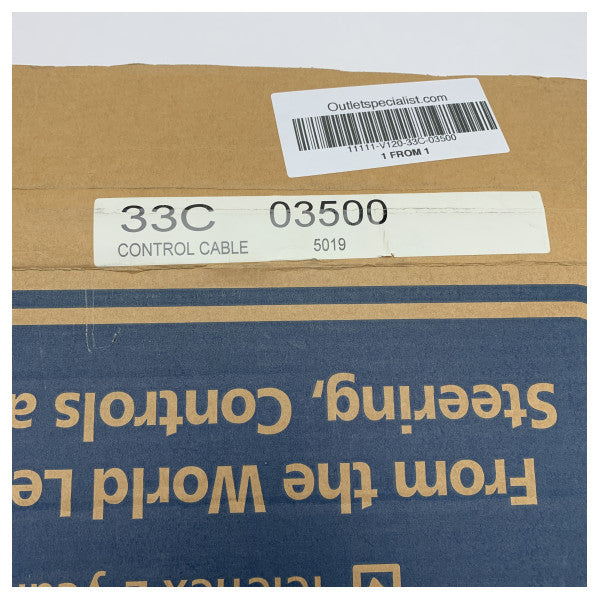 Outletspecialist.com
11111-V120-33C-03500
1 FROM 1
33C 03500
CONTROL CABLE 5019
From the World Le
Steering, Controls a